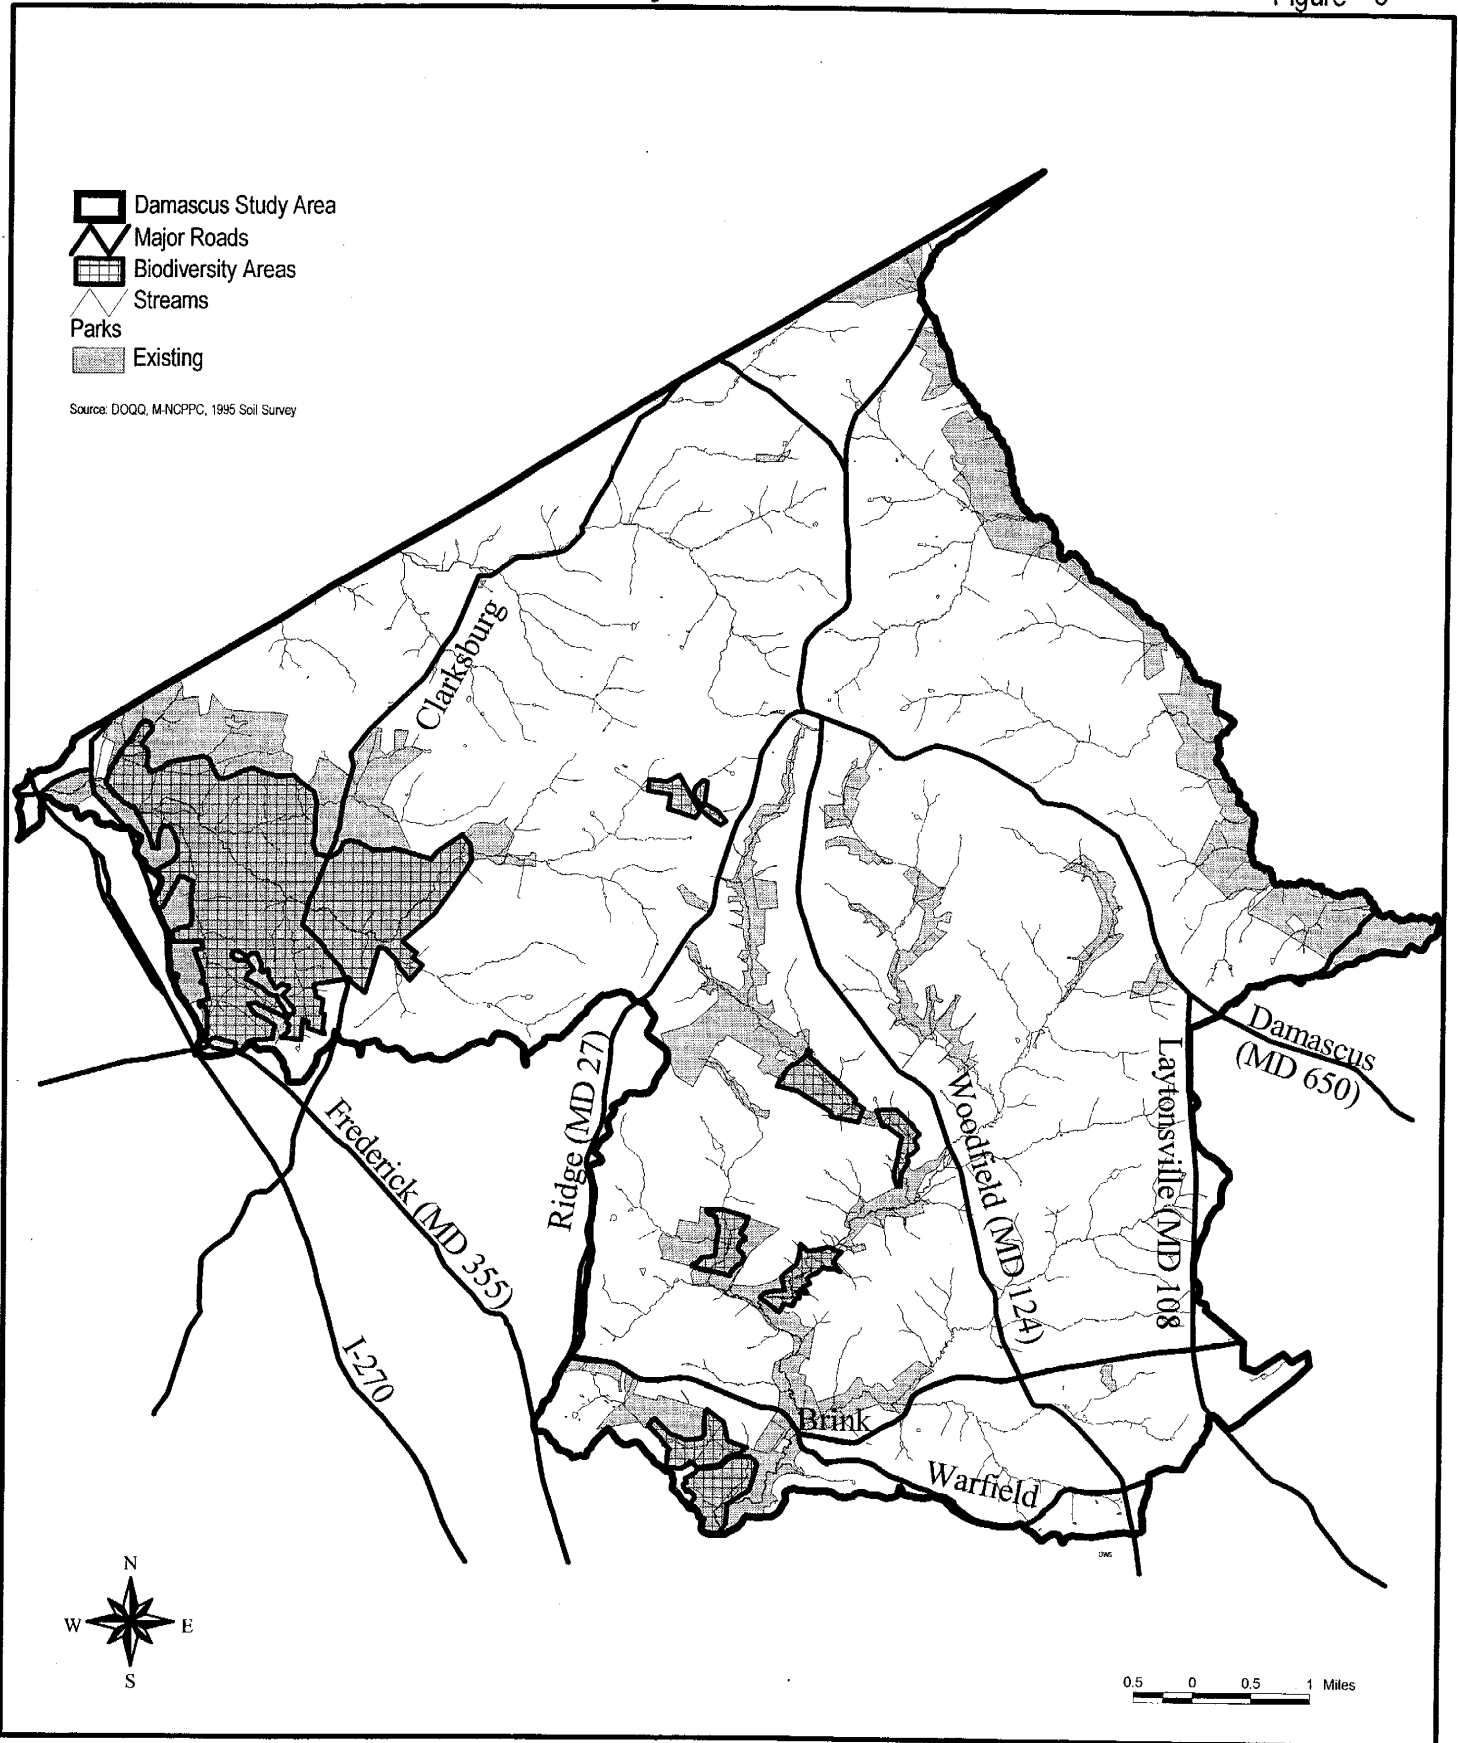 Damascus Study Area
Major Roads
Biodiversity Areas
Streams
Parks
Existing
Source: DOQQ, M-NCPPC, 1995 Soil Survey
Clarksburg
Damascus
(MD 650)
Laytonsville (MD 108
Woodfield (MD 124)
Ridge (MD 27)
Frederick (MD 355)
I-270
Brink
Warfield
DWS
N
W E
S
0.5 0 0.5 1 Miles